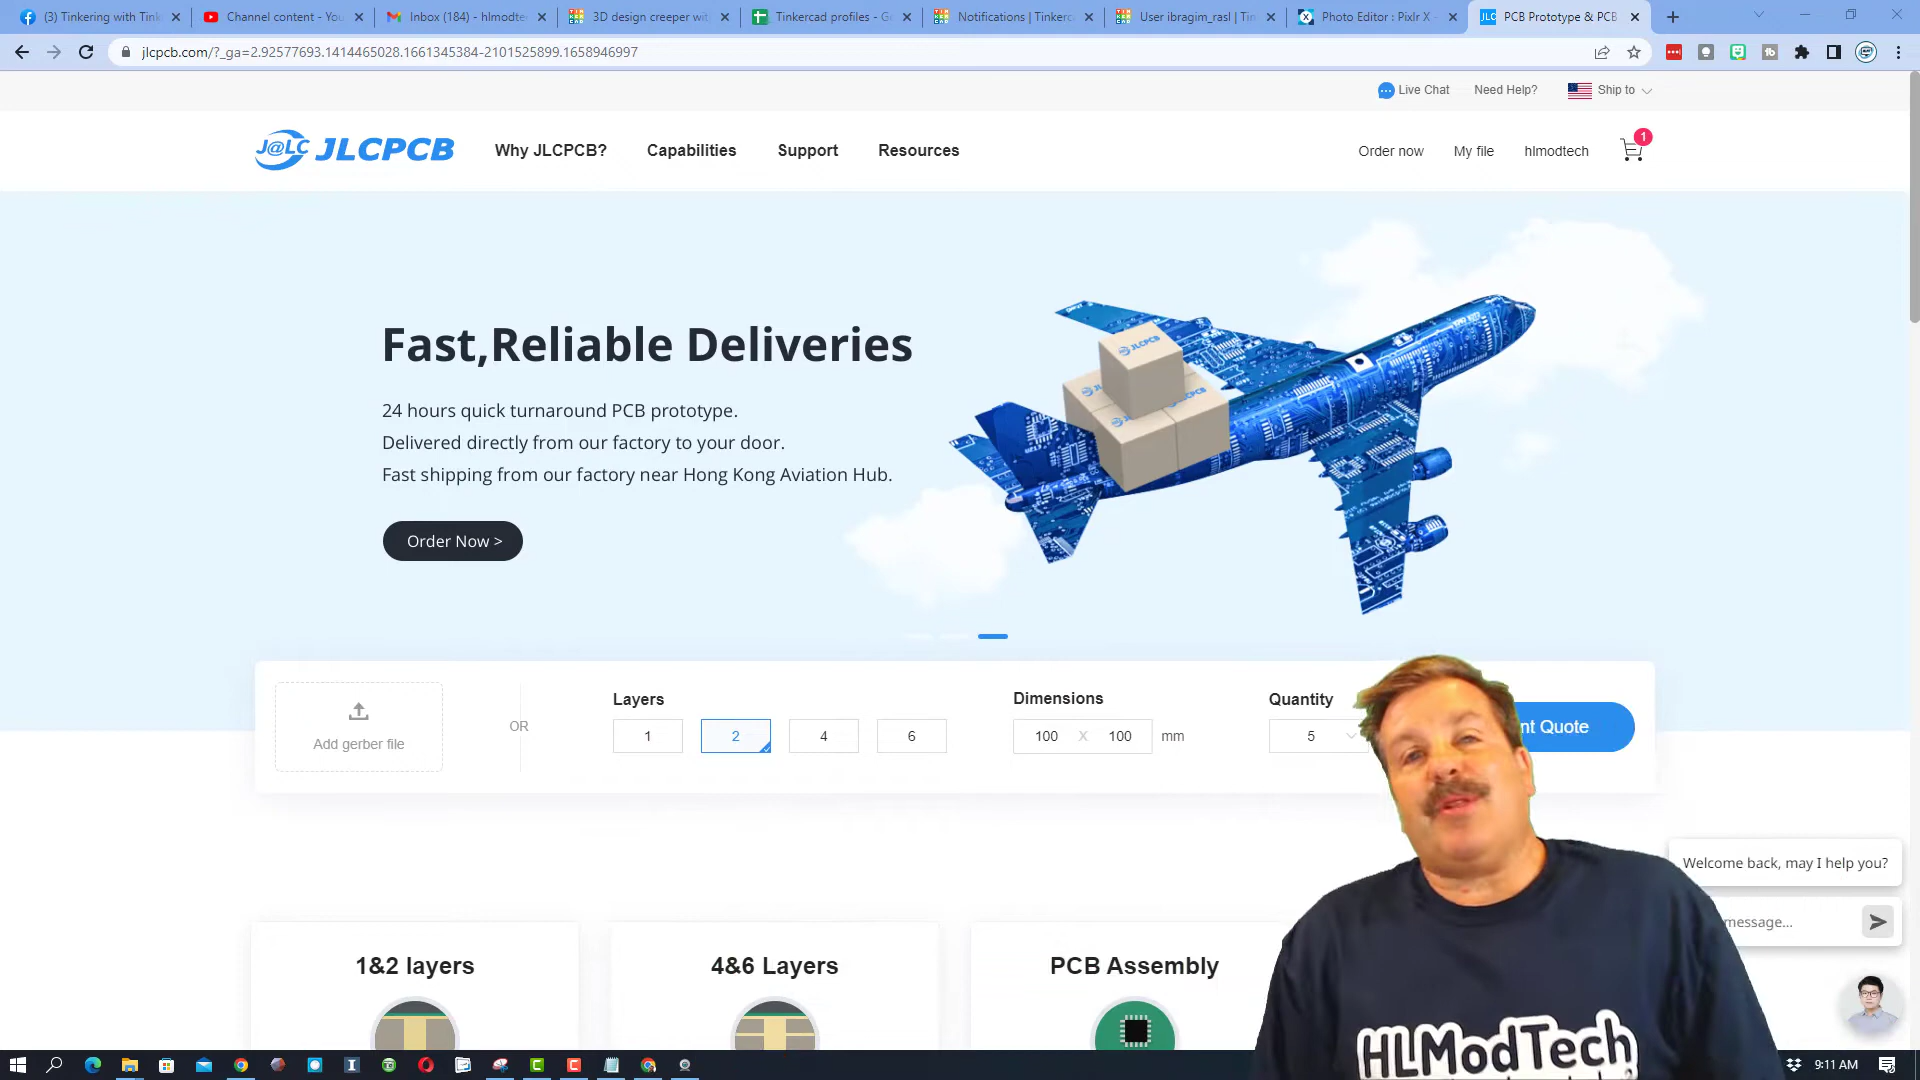 (3) Tinkering with Tink
Channel content - You
Inbox (184) - hlmodte
3D design creeper wit
Tinkercad profiles - G
Notifications | Tinkerc
User ibragim_rasl | Tin
Photo Editor : Pixlr X -
PCB Prototype & PCB
jlcpcb.com/?_ga=2.92577693.1414465028.1661345384-2101525899.1658946997
Live Chat
Need Help?
Ship to
J@LC JLCPCB
Why JLCPCB?
Capabilities
Support
Resources
Order now
My file
hlmodtech
1
Fast,Reliable Deliveries
24 hours quick turnaround PCB prototype.
Delivered directly from our factory to your door.
Fast shipping from our factory near Hong Kong Aviation Hub.
Order Now >
JLCPCB
Add gerber file
OR
Layers
1
2
4
6
Dimensions
100 X 100 mm
Quantity
5
nt Quote
Welcome back, may I help you?
message...
1&2 layers
4&6 Layers
PCB Assembly
HLModTech
9:11 AM